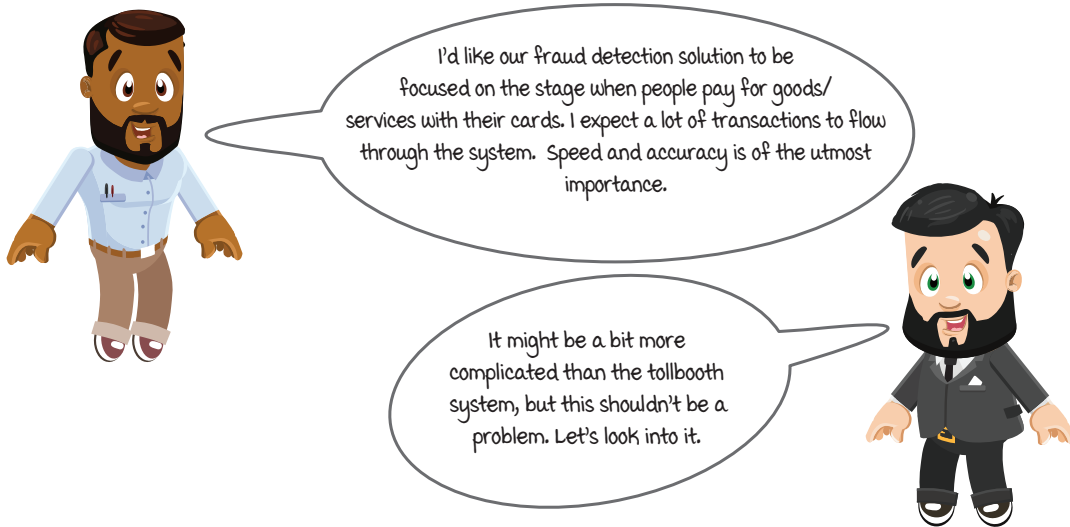 I'd like our fraud detection solution to be
focused on the stage when people pay for goods/
services with their cards. I expect a lot of transactions to flow
through the system. Speed and accuracy is of the utmost
importance.
It might be a bit more
complicated than the tollbooth
system, but this shouldn't be a
problem. Let's look into it.